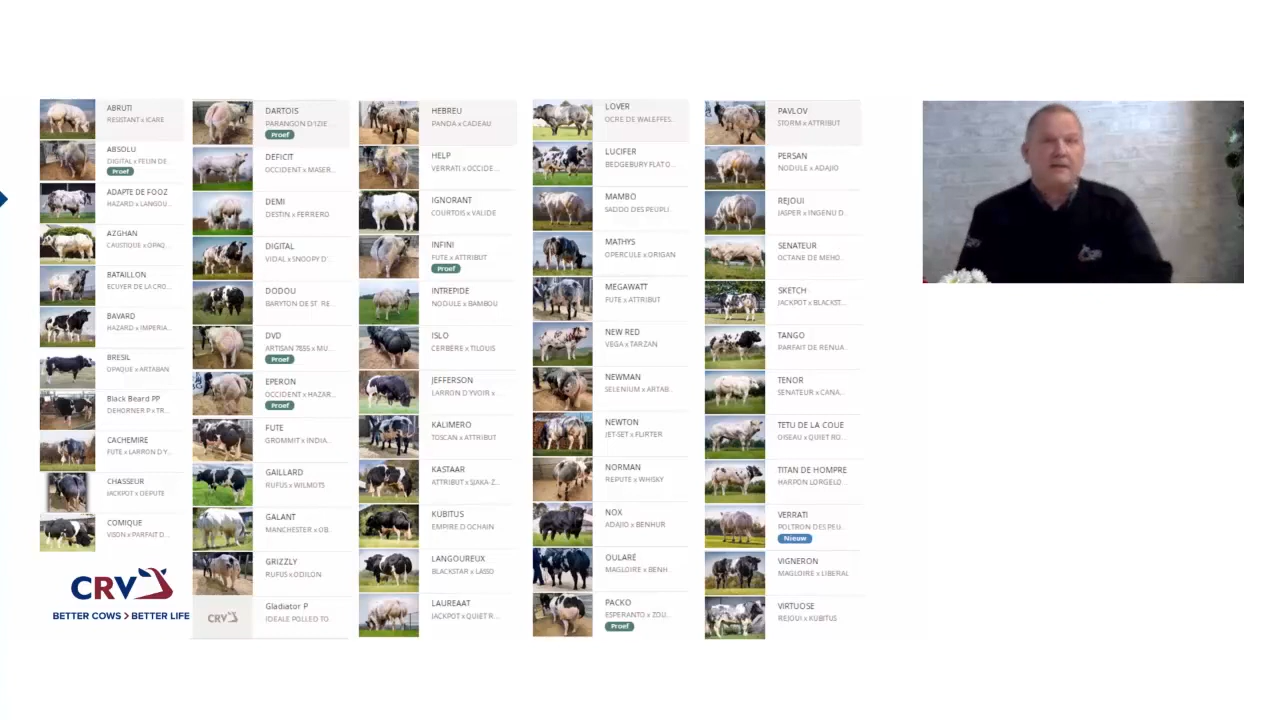 ABRUTI
RESISTANT x ICARE
ABSOLU
DIGITAL x FELIN DE
Proef
ADAPTE DE FOOZ
HAZARD x LANGOU..
AZGHAN
CAUSTIQUE x OPAQ..
BATAILLON
ECUYER DE LA CRO...
BAVARD
HAZARD x IMPERIA...
BRESIL
OPAQUE x ARTABAN
Black Beard PP
DEHORNER P x TR...
CACHEMIRE
FUTE x LARRON D Y...
CHASSEUR
JACKPOT x DEPUTE
COMIQUE
VISON x PARFAIT D...
CRV
BETTER COWS > BETTER LIFE
DARTOIS
PARANGON D'IZIE ...
Proef
DEFICIT
OCCIDENT x MASER...
DEMI
DESTIN x FERRERO
DIGITAL
VIDAL x SNOOPY D'...
DODOU
BARYTON DE ST. RE...
DVD
ARTISAN 7855 x MU...
Proef
EPERON
OCCIDENT x HAZAR...
Proef
FUTE
GROMMIT x INDIA...
GAILLARD
RUFUS x WILMOTS
GALANT
MANCHESTER x OB...
GRIZZLY
RUFUS x ODILON
CRV
Gladiator P
IDEALE POLLED TO...
HEBREU
PANDA x CADEAU
HELP
VERRATI x OCCIDE...
IGNORANT
COURTOIS x VALIDE
INFINI
FUTE x ATTRIBUT
Proef
INTREPIDE
NODULE x BAMBOU
ISLO
CERBERE x TILOUIS
JEFFERSON
LARRON D'YVOIR x
KALIMERO
TOSCAN x ATTRIBUT
KASTAAR
ATTRIBUT x SJAKA-Z...
KUBITUS
EMPIRE D OCHAIN
LANGOUREUX
BLACKSTAR x LASSO
LAUREAAT
JACKPOT x QUIET R...
LOVER
OCRE DE WALEFFES...
LUCIFER
BEDGEBURY FLAT O...
MAMBO
SADDO DES PEUPLI...
MATHYS
OPERCULE x ORIGAN
MEGAWATT
FUTE x ATTRIBUT
NEW RED
VEGA x TARZAN
NEWMAN
SELENIUM x ARTAB...
NEWTON
JET-SET x FLIRTER
NORMAN
REPUTE x WHISKY
NOX
ADAJIO x BENHUR
OULARE
MAGLOIRE x BENH...
PACKO
ESPERANTO x ZOU...
Proef
PAVLOV
STORM x ATTRIBUT
PERSAN
NODULE x ADAJIO
REJOUI
JASPER x INGENU D...
SENATEUR
OCTANE DE MEHO...
SKETCH
JACKPOT x BLACKST...
TANGO
PARFAIT DE RENUA...
TENOR
SENATEUR x CANA...
TETU DE LA COUE
OISEAU x QUIET RO...
TITAN DE HOMPRE
HARPON LORGELO...
VERRATI
POLTRON DES PEU...
Nieuw
VIGNERON
MAGLOIRE x LIBERAL
VIRTUOSE
REJOUI x KUBITUS